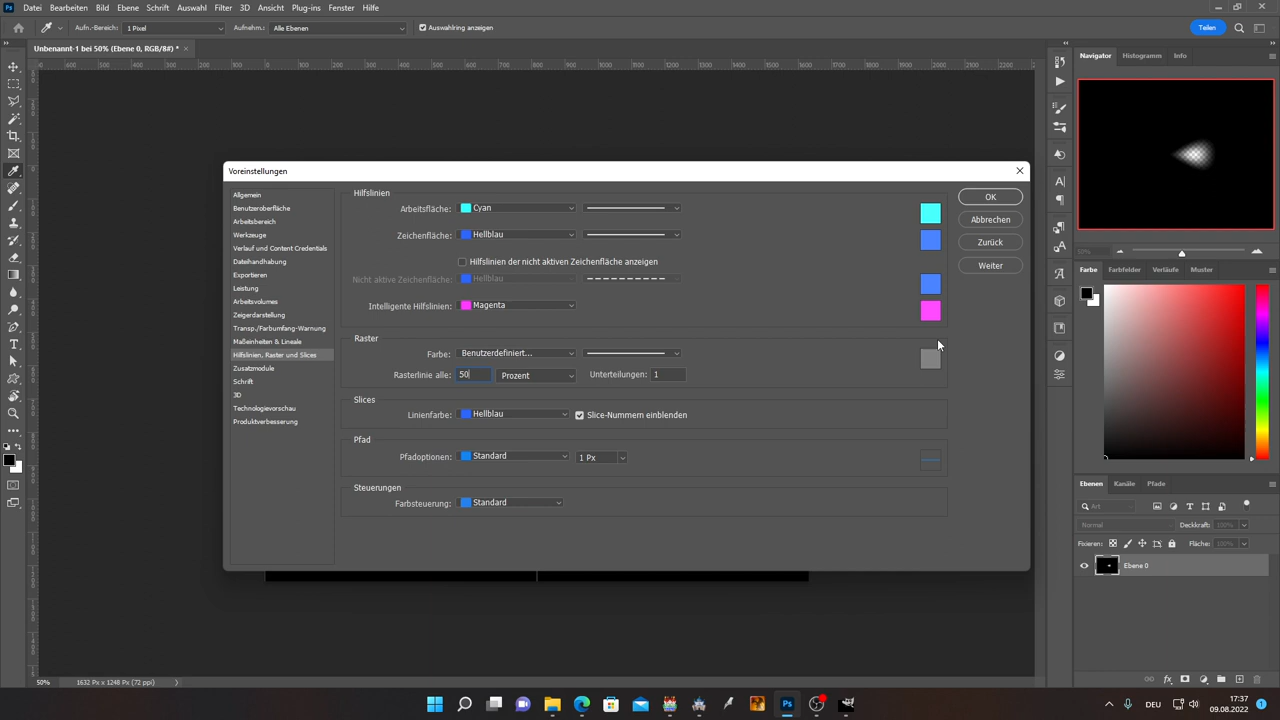 Ps Datei Bearbeiten Bild Ebene Schrift Auswahl Filter 3D Ansicht Plug-ins Fenster Hilfe
Aufn.-Bereich: 1 Pixel Aufnehm.: Alle Ebenen Auswahlring anzeigen Teilen
Unbenannt-1 bei 50% (Ebene 0, RGB/8#) *
Navigator Histogramm Info
50%
Voreinstellungen
Allgemein
Benutzeroberfläche
Arbeitsbereich
Werkzeuge
Verlauf und Content Credentials
Dateihandhabung
Exportieren
Leistung
Arbeitsvolumes
Zeigerdarstellung
Transp./Farbumfang-Warnung
Maßeinheiten & Lineale
Hilfslinien, Raster und Slices
Zusatzmodule
Schrift
3D
Technologievorschau
Produktverbesserung
Hilfslinien
Arbeitsfläche: Cyan
Zeichenfläche: Hellblau
Hilfslinien der nicht aktiven Zeichenfläche anzeigen
Nicht aktive Zeichenfläche: Hellblau
Intelligente Hilfslinien: Magenta
Raster
Farbe: Benutzerdefiniert...
Rasterlinie alle: 50 Prozent Unterteilungen: 1
Slices
Linienfarbe: Hellblau Slice-Nummern einblenden
Pfad
Pfadoptionen: Standard 1 Px
Steuerungen
Farbsteuerung: Standard
OK
Abbrechen
Zurück
Weiter
Farbe Farbfelder Verläufe Muster
Ebenen Kanäle Pfade
Art
Normal Deckkraft: 100%
Fixieren: Fläche: 100%
Ebene 0
fx
50% 1632 Px x 1248 Px (72 ppi)
DEU 17:37
09.08.2022